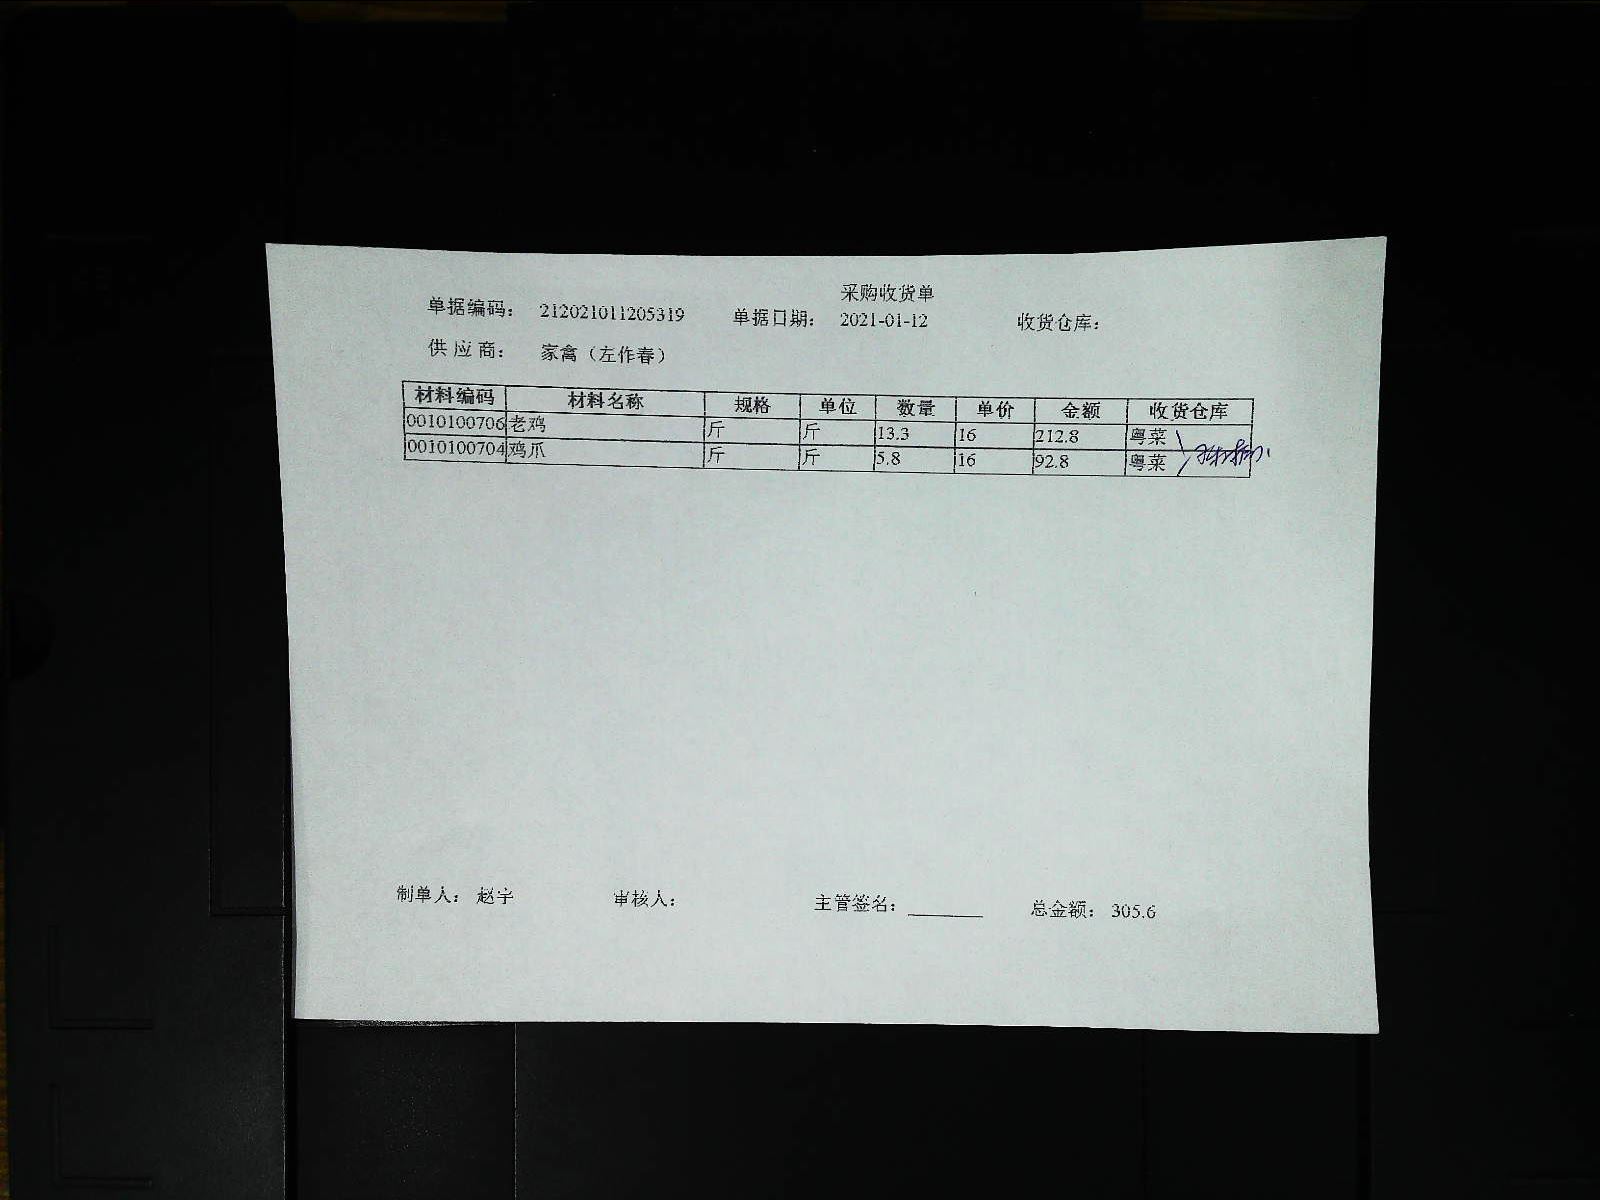 采购收货单
单据编码： 212021011205319 单据日期： 2021-01-12 收货仓库：
供应商： 家禽（左作春）
材料编码 材料名称 规格 单位 数量 单价 金额 收货仓库
0010100706 老鸡 斤 斤 13.3 16 212.8 粤菜
0010100704 鸡爪 斤 斤 5.8 16 92.8 粤菜
制单人： 赵宇 审核人： 主管签名： 总金额： 305.6